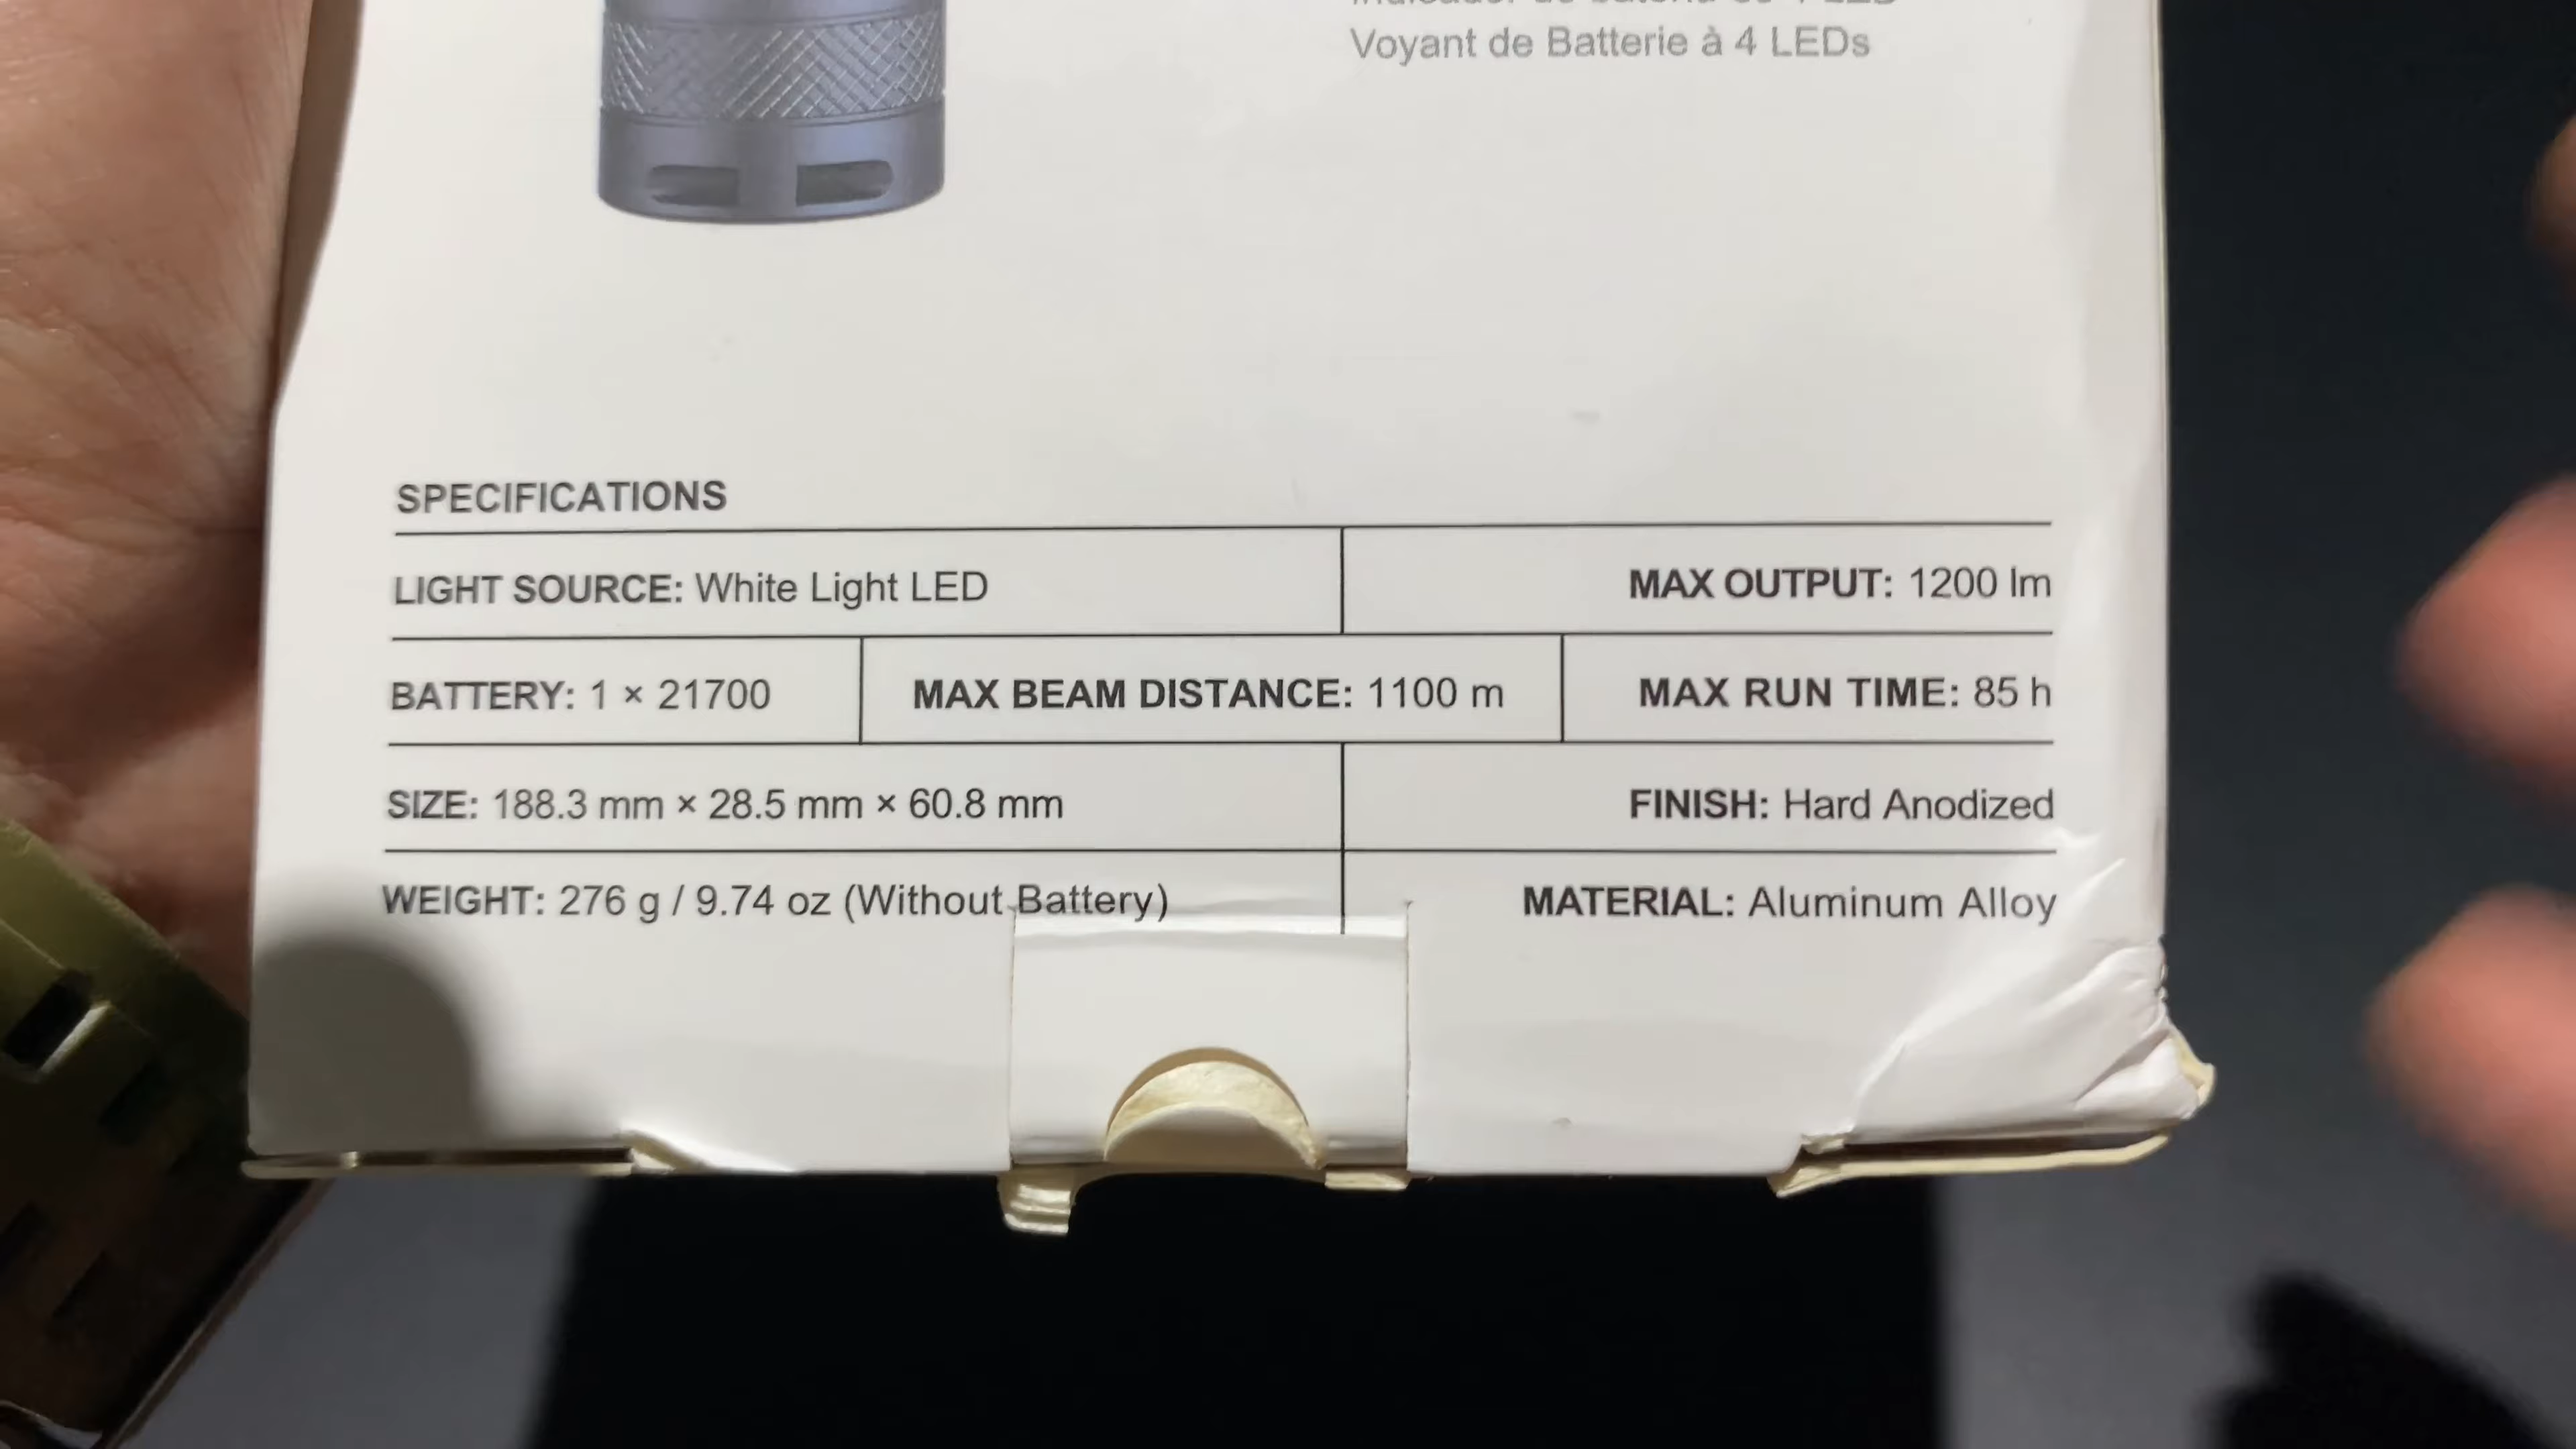 Voyant de Batterie à 4 LEDs
SPECIFICATIONS
LIGHT SOURCE: White Light LED
MAX OUTPUT: 1200 lm
BATTERY: 1 × 21700
MAX BEAM DISTANCE: 1100 m
MAX RUN TIME: 85 h
SIZE: 188.3 mm × 28.5 mm × 60.8 mm
FINISH: Hard Anodized
WEIGHT: 276 g / 9.74 oz (Without Battery)
MATERIAL: Aluminum Alloy